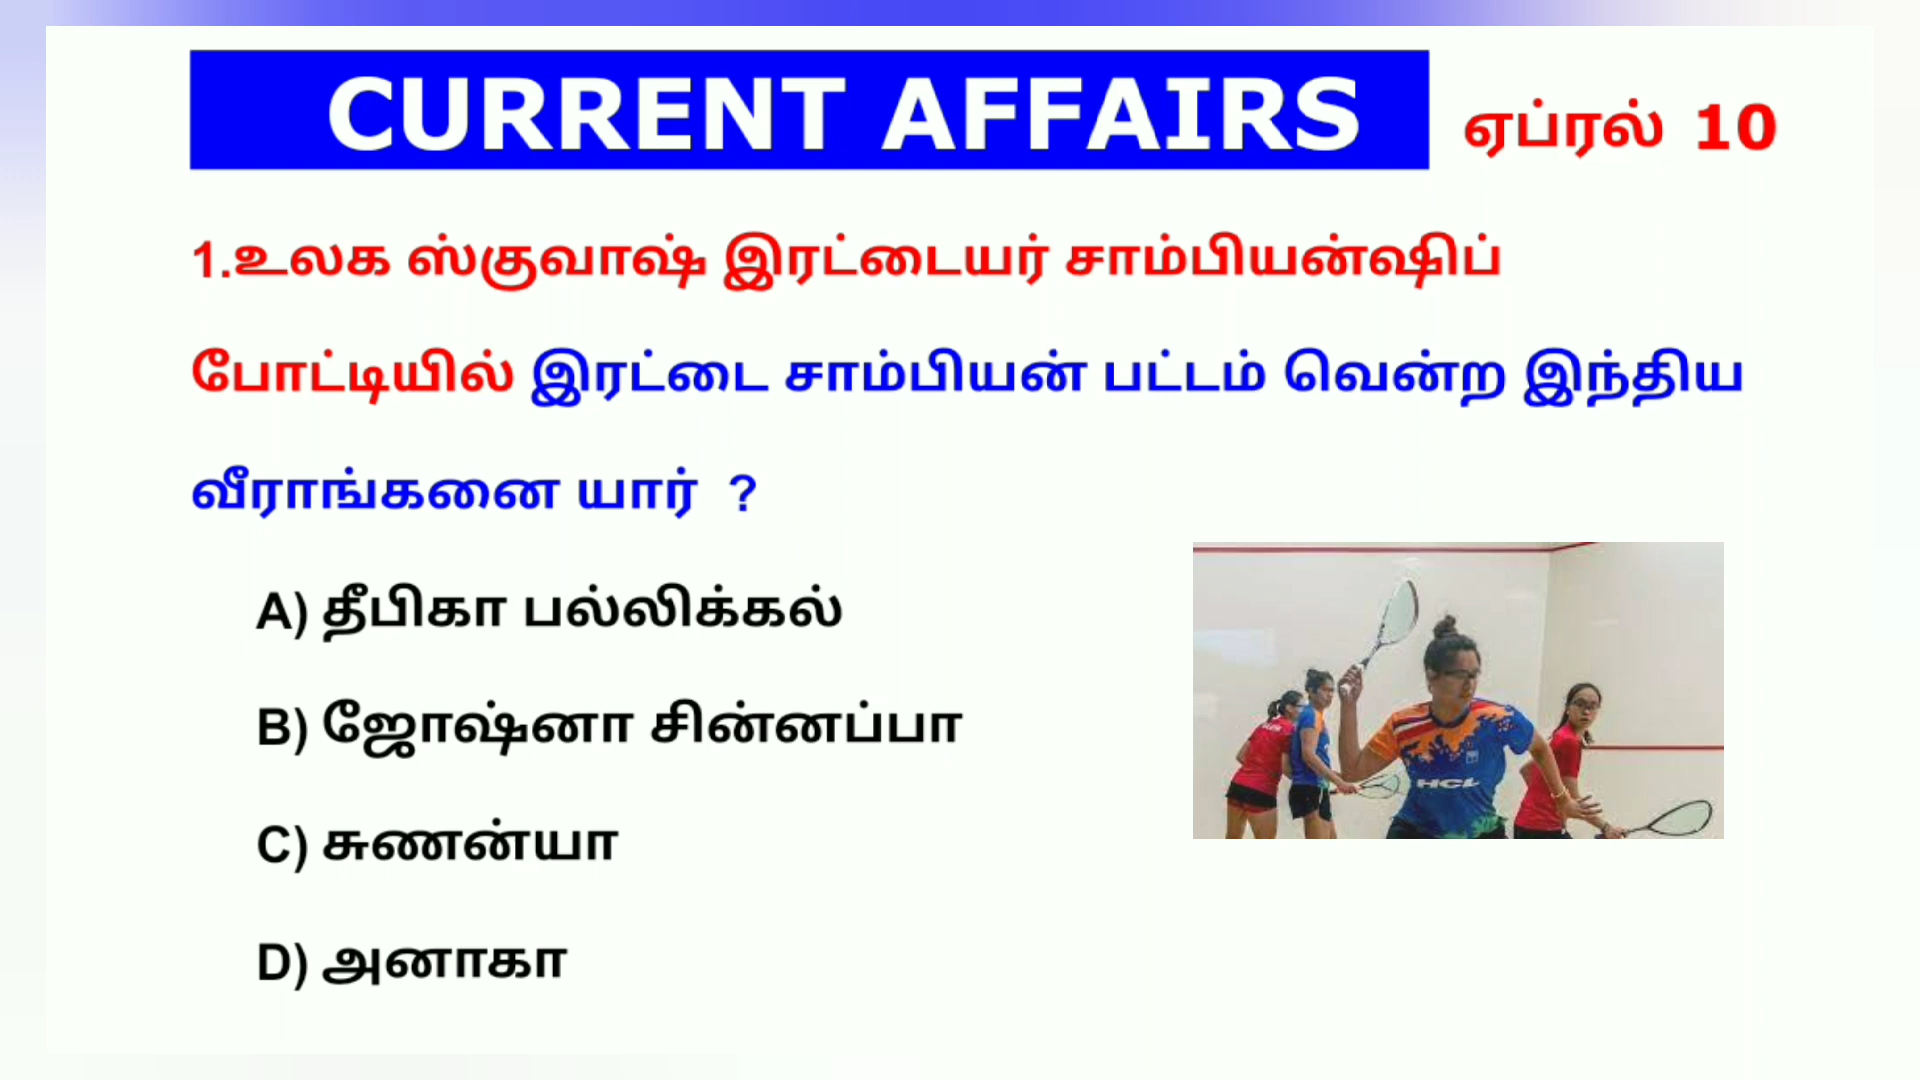 CURRENT AFFAIRS ஏப்ரல் 10
1.உலக ஸ்குவாஷ் இரட்டையர் சாம்பியன்ஷிப்
போட்டியில் இரட்டை சாம்பியன் பட்டம் வென்ற இந்திய
வீராங்கனை யார் ?
A) தீபிகா பல்லிக்கல்
B) ஜோஷ்னா சின்னப்பா
C) சுணன்யா
D) அனாகா
HCL